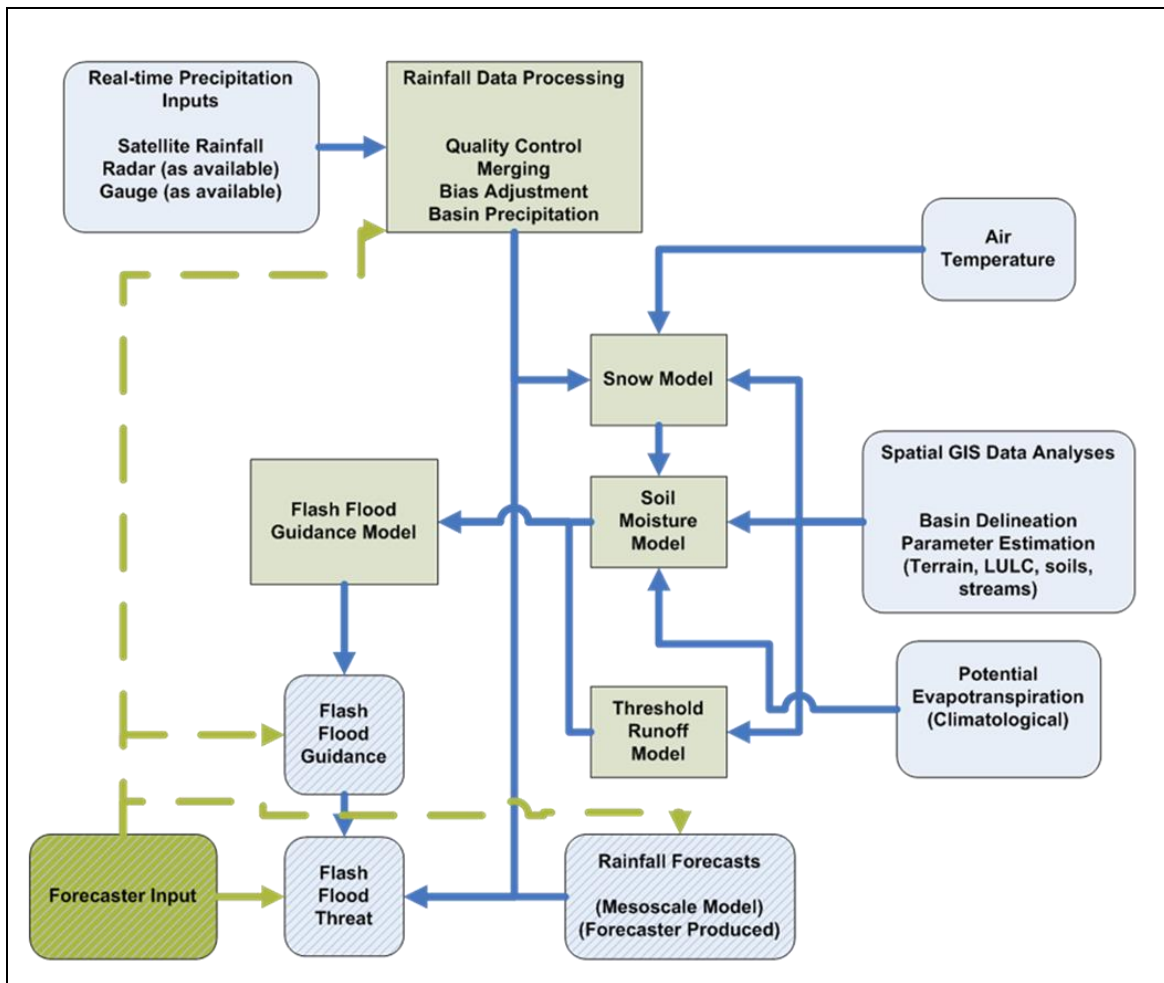 Real-time Precipitation
Inputs
Satellite Rainfall
Radar (as available)
Gauge (as available)
Rainfall Data Processing
Quality Control
Merging
Bias Adjustment
Basin Precipitation
Air
Temperature
Snow Model
Spatial GIS Data Analyses
Basin Delineation
Parameter Estimation
(Terrain, LULC, soils,
streams)
Flash Flood
Guidance Model
Soil
Moisture
Model
Potential
Evapotranspiration
(Climatological)
Flash
Flood
Guidance
Threshold
Runoff
Model
Forecaster Input
Flash
Flood
Threat
Rainfall Forecasts
(Mesoscale Model)
(Forecaster Produced)